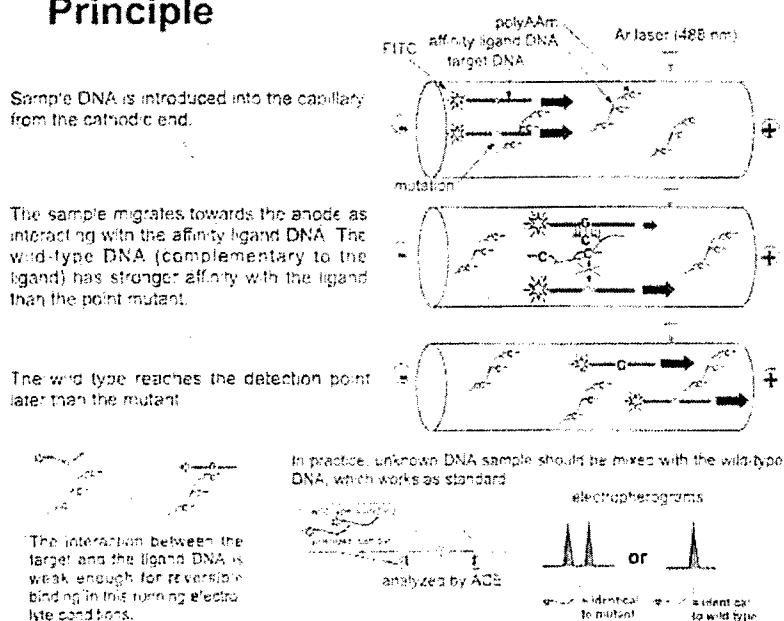 Principle
Sample DNA is introduced into the capillary
from the cathodic end.
The sample migrates towards the anode as
interacting with the affinity ligand DNA. The
wild-type DNA (complementary to the
ligand) has stronger affinity with the ligand
than the point mutant.
The wild type reaches the detection point
later than the mutant
polyAAm
affinity ligand DNA
FITC
target DNA
Ar laser (488 nm)
mutation
-
+
G
C
-C-
C
-
+
G
C
-
+
The interaction between the
target and the ligand DNA is
weak enough for reversible
binding in this running electro
lyte conditions.
In practice, unknown DNA sample should be mixed with the wild-type
DNA, which works as standard
analyzed by ACE
electropherograms
or
identical
to mutant
identical
to wild type